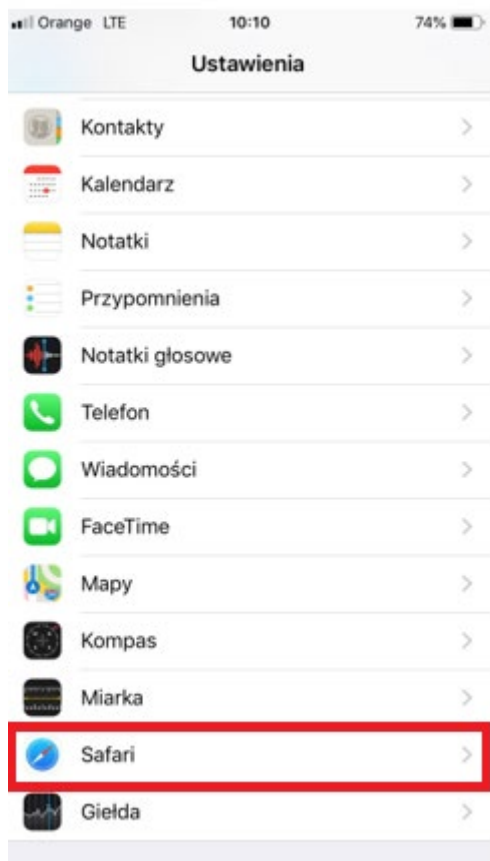 Orange LTE 10:10 74%
Ustawienia
Kontakty
Kalendarz
Notatki
Przypomnienia
Notatki głosowe
Telefon
Wiadomości
FaceTime
Mapy
Kompas
Miarka
Safari
Giełda